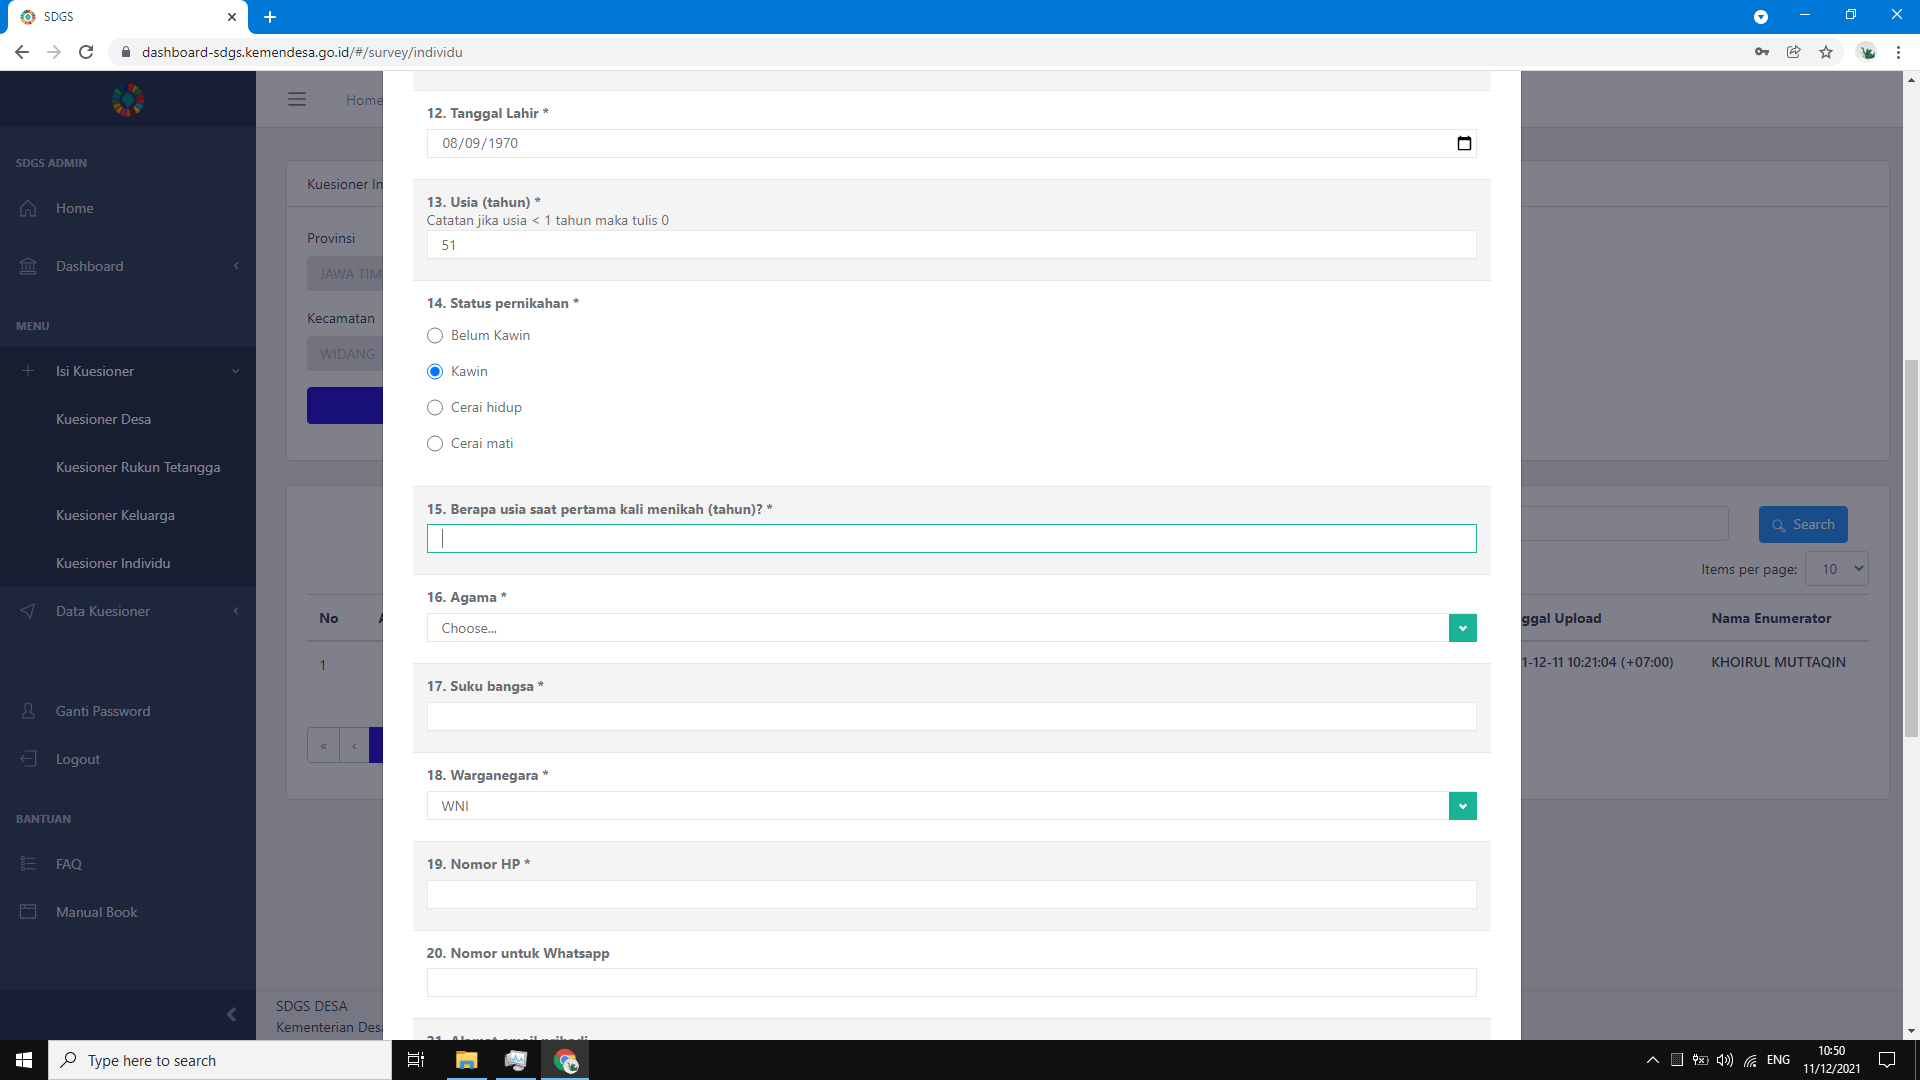 SDGS
dashboard-sdgs.kemendesa.go.id/#/survey/individu
SDGS ADMIN
Home
Dashboard
MENU
Isi Kuesioner
Kuesioner Desa
Kuesioner Rukun Tetangga
Kuesioner Keluarga
Kuesioner Individu
Data Kuesioner
Ganti Password
Logout
BANTUAN
FAQ
Manual Book
Home
Kuesioner In
Provinsi
JAWA TIM
Kecamatan
WIDANG
No
1
« ‹
SDGS DESA
Kementerian Desa
12. Tanggal Lahir *
08/09/1970
13. Usia (tahun) *
Catatan jika usia < 1 tahun maka tulis 0
51
14. Status pernikahan *
Belum Kawin
Kawin
Cerai hidup
Cerai mati
15. Berapa usia saat pertama kali menikah (tahun)? *
16. Agama *
Choose...
17. Suku bangsa *
18. Warganegara *
WNI
19. Nomor HP *
20. Nomor untuk Whatsapp
21. Alamat email pribadi
Search
Items per page: 10
ggal Upload Nama Enumerator
1-12-11 10:21:04 (+07:00) KHOIRUL MUTTAQIN
Type here to search
ENG
10:50
11/12/2021